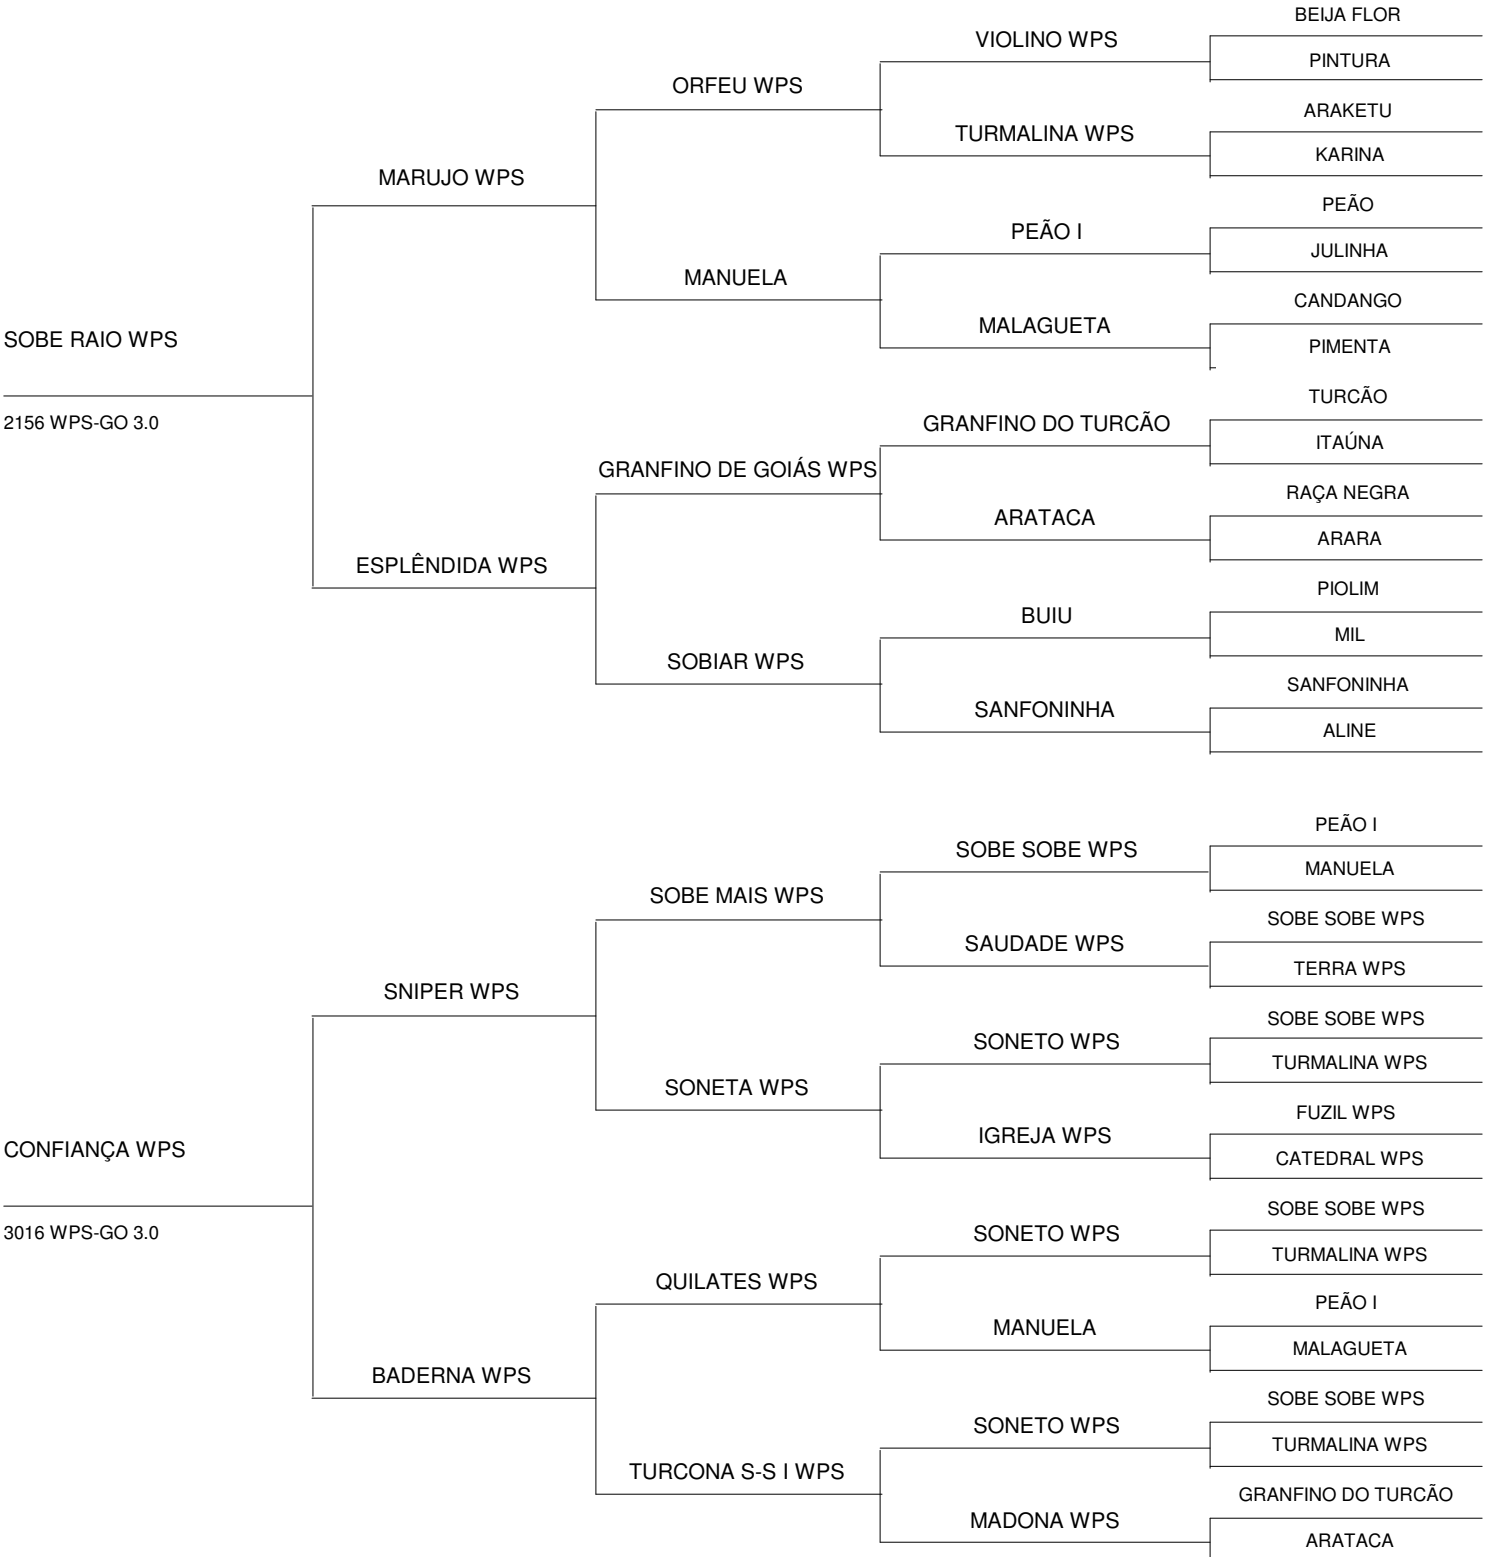 BEIJA FLOR
VIOLINO WPS
PINTURA
ORFEU WPS
ARAKETU
TURMALINA WPS
KARINA
MARUJO WPS
PEÃO
PEÃO I
JULINHA
MANUELA
CANDANGO
MALAGUETA
SOBE RAIO WPS
PIMENTA
TURCÃO
2156 WPS-GO 3.0
GRANFINO DO TURCÃO
ITAÚNA
GRANFINO DE GOIÁS WPS
RAÇA NEGRA
ARATACA
ARARA
ESPLÊNDIDA WPS
PIOLIM
BUIU
MIL
SOBIAR WPS
SANFONINHA
SANFONINHA
ALINE
PEÃO I
SOBE SOBE WPS
MANUELA
SOBE MAIS WPS
SOBE SOBE WPS
SAUDADE WPS
TERRA WPS
SNIPER WPS
SOBE SOBE WPS
SONETO WPS
TURMALINA WPS
SONETA WPS
FUZIL WPS
IGREJA WPS
CONFIANÇA WPS
CATEDRAL WPS
SOBE SOBE WPS
3016 WPS-GO 3.0
SONETO WPS
TURMALINA WPS
QUILATES WPS
PEÃO I
MANUELA
MALAGUETA
BADERNA WPS
SOBE SOBE WPS
SONETO WPS
TURMALINA WPS
TURCONA S-S I WPS
GRANFINO DO TURCÃO
MADONA WPS
ARATACA